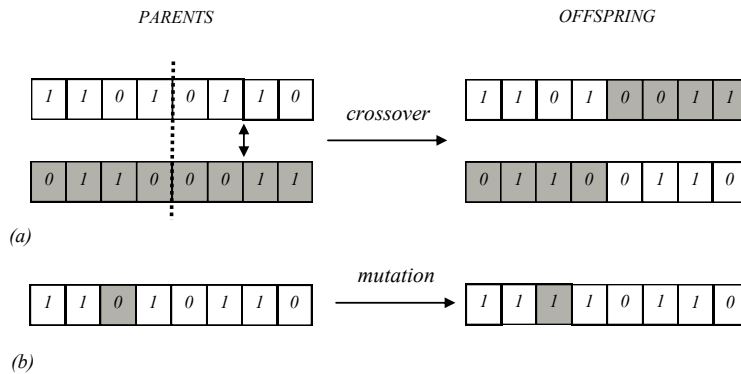 PARENTS OFFSPRING
1 1 0 1 0 1 1 0 1 1 0 1 0 0 1 1
crossover
0 1 1 0 0 0 1 1 0 1 1 0 0 1 1 0
(a)
mutation
1 1 0 1 0 1 1 0 1 1 1 1 0 1 1 0
(b)